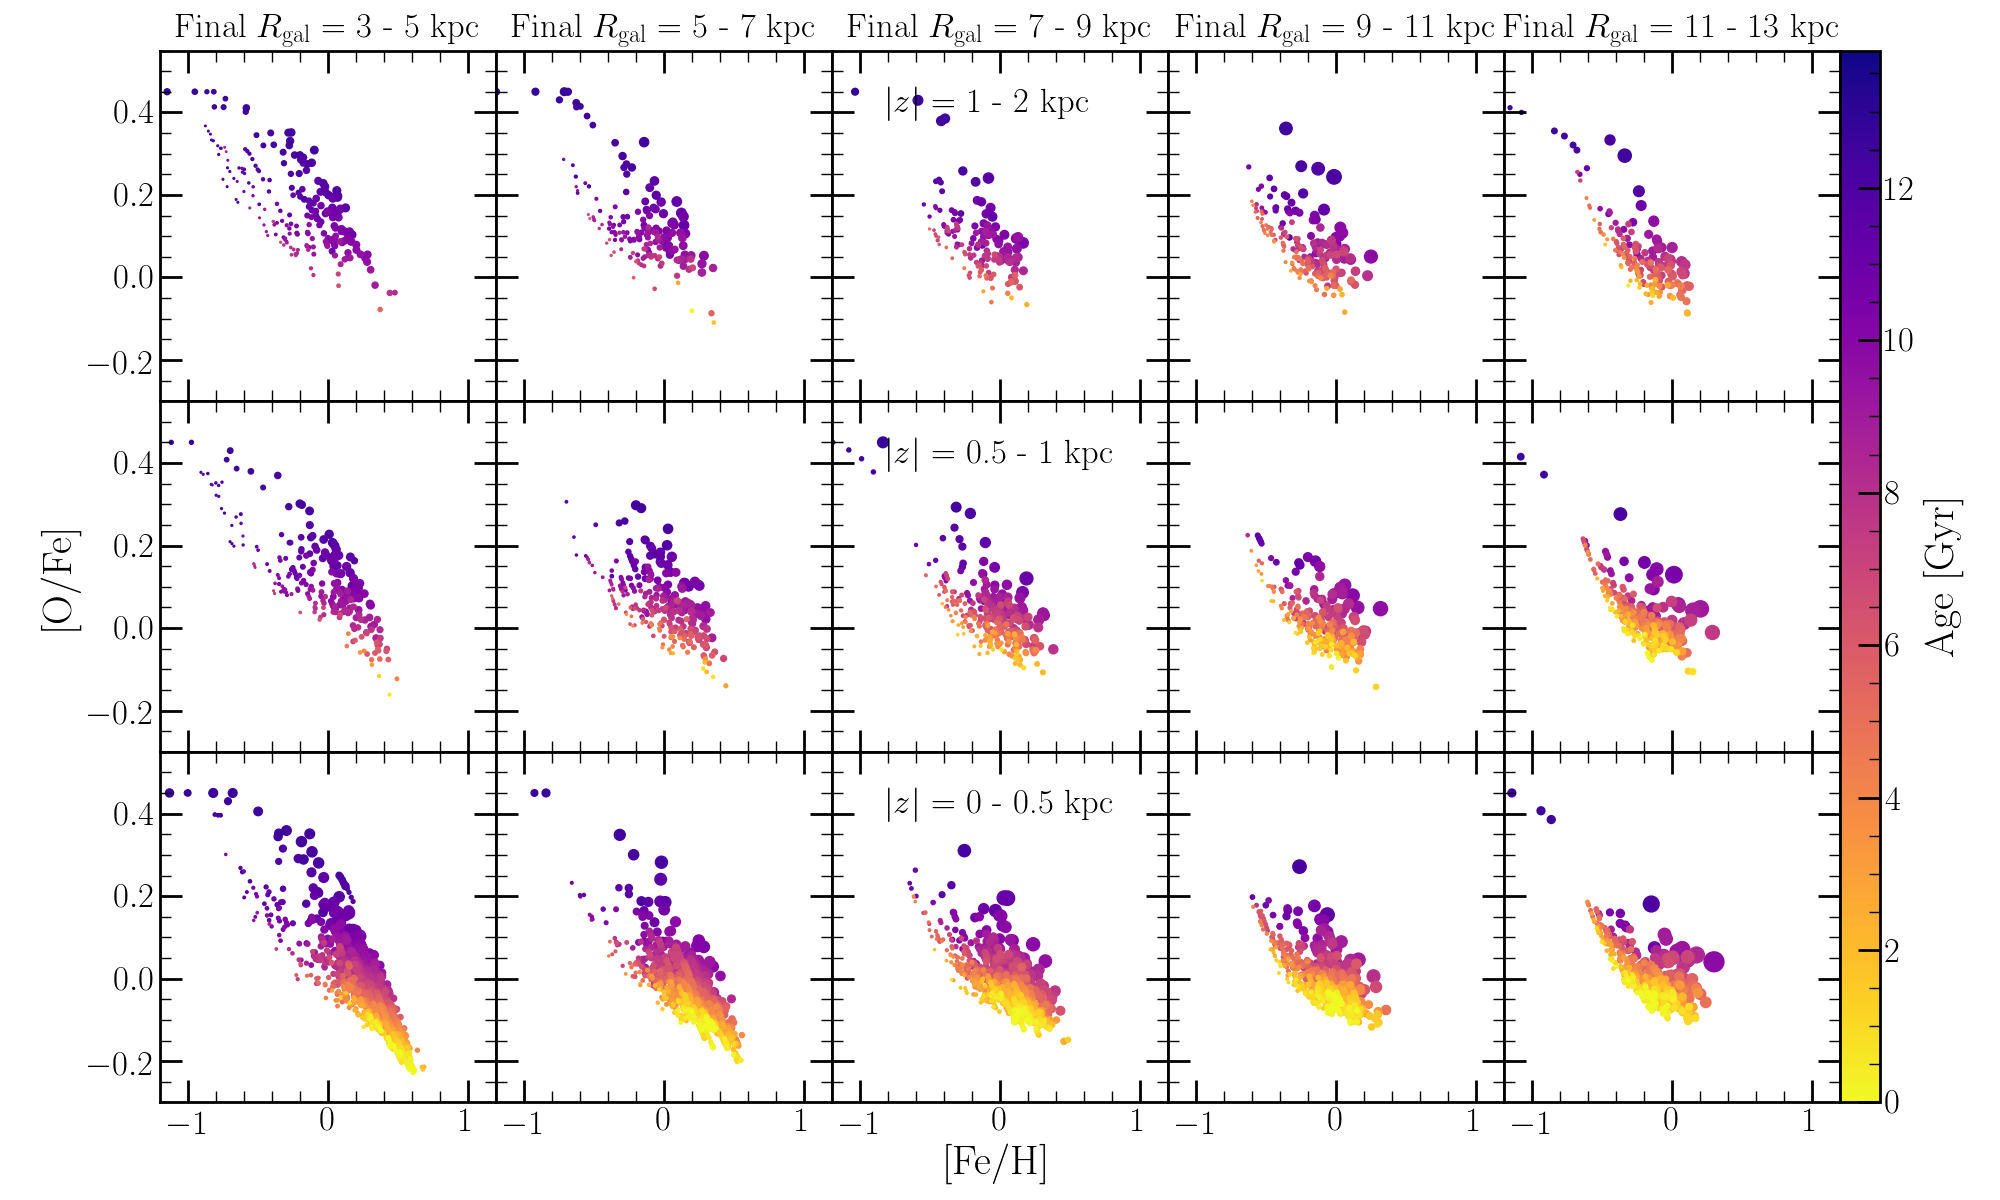 Final R_gal = 3 - 5 kpc Final R_gal = 5 - 7 kpc Final R_gal = 7 - 9 kpc Final R_gal = 9 - 11 kpc Final R_gal = 11 - 13 kpc
|z| = 1 - 2 kpc
0.4
0.2
0.0
−0.2
|z| = 0.5 - 1 kpc
0.4
0.2
0.0
−0.2
|z| = 0 - 0.5 kpc
0.4
0.2
0.0
−0.2
[O/Fe]
−1 0 1 −1 0 1 −1 0 1 −1 0 1 −1 0 1
[Fe/H]
12
10
8
6
4
2
0
Age [Gyr]